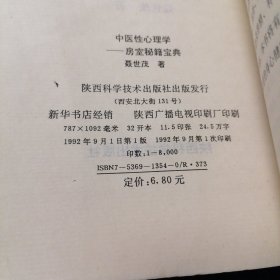 中医性心理学
——房室秘籍宝典
聂世茂 著
陕西科学技术出版社出版发行
(西安北大街131号)
新华书店经销 陕西广播电视印刷厂印刷
787×1092毫米 32开本 11.5印张 24.5万字
1992年9月1日第1版 1992年9月第1次印刷
印数:1—8,000
ISBN7-5369-1354-0/R·373
定价:6.80元